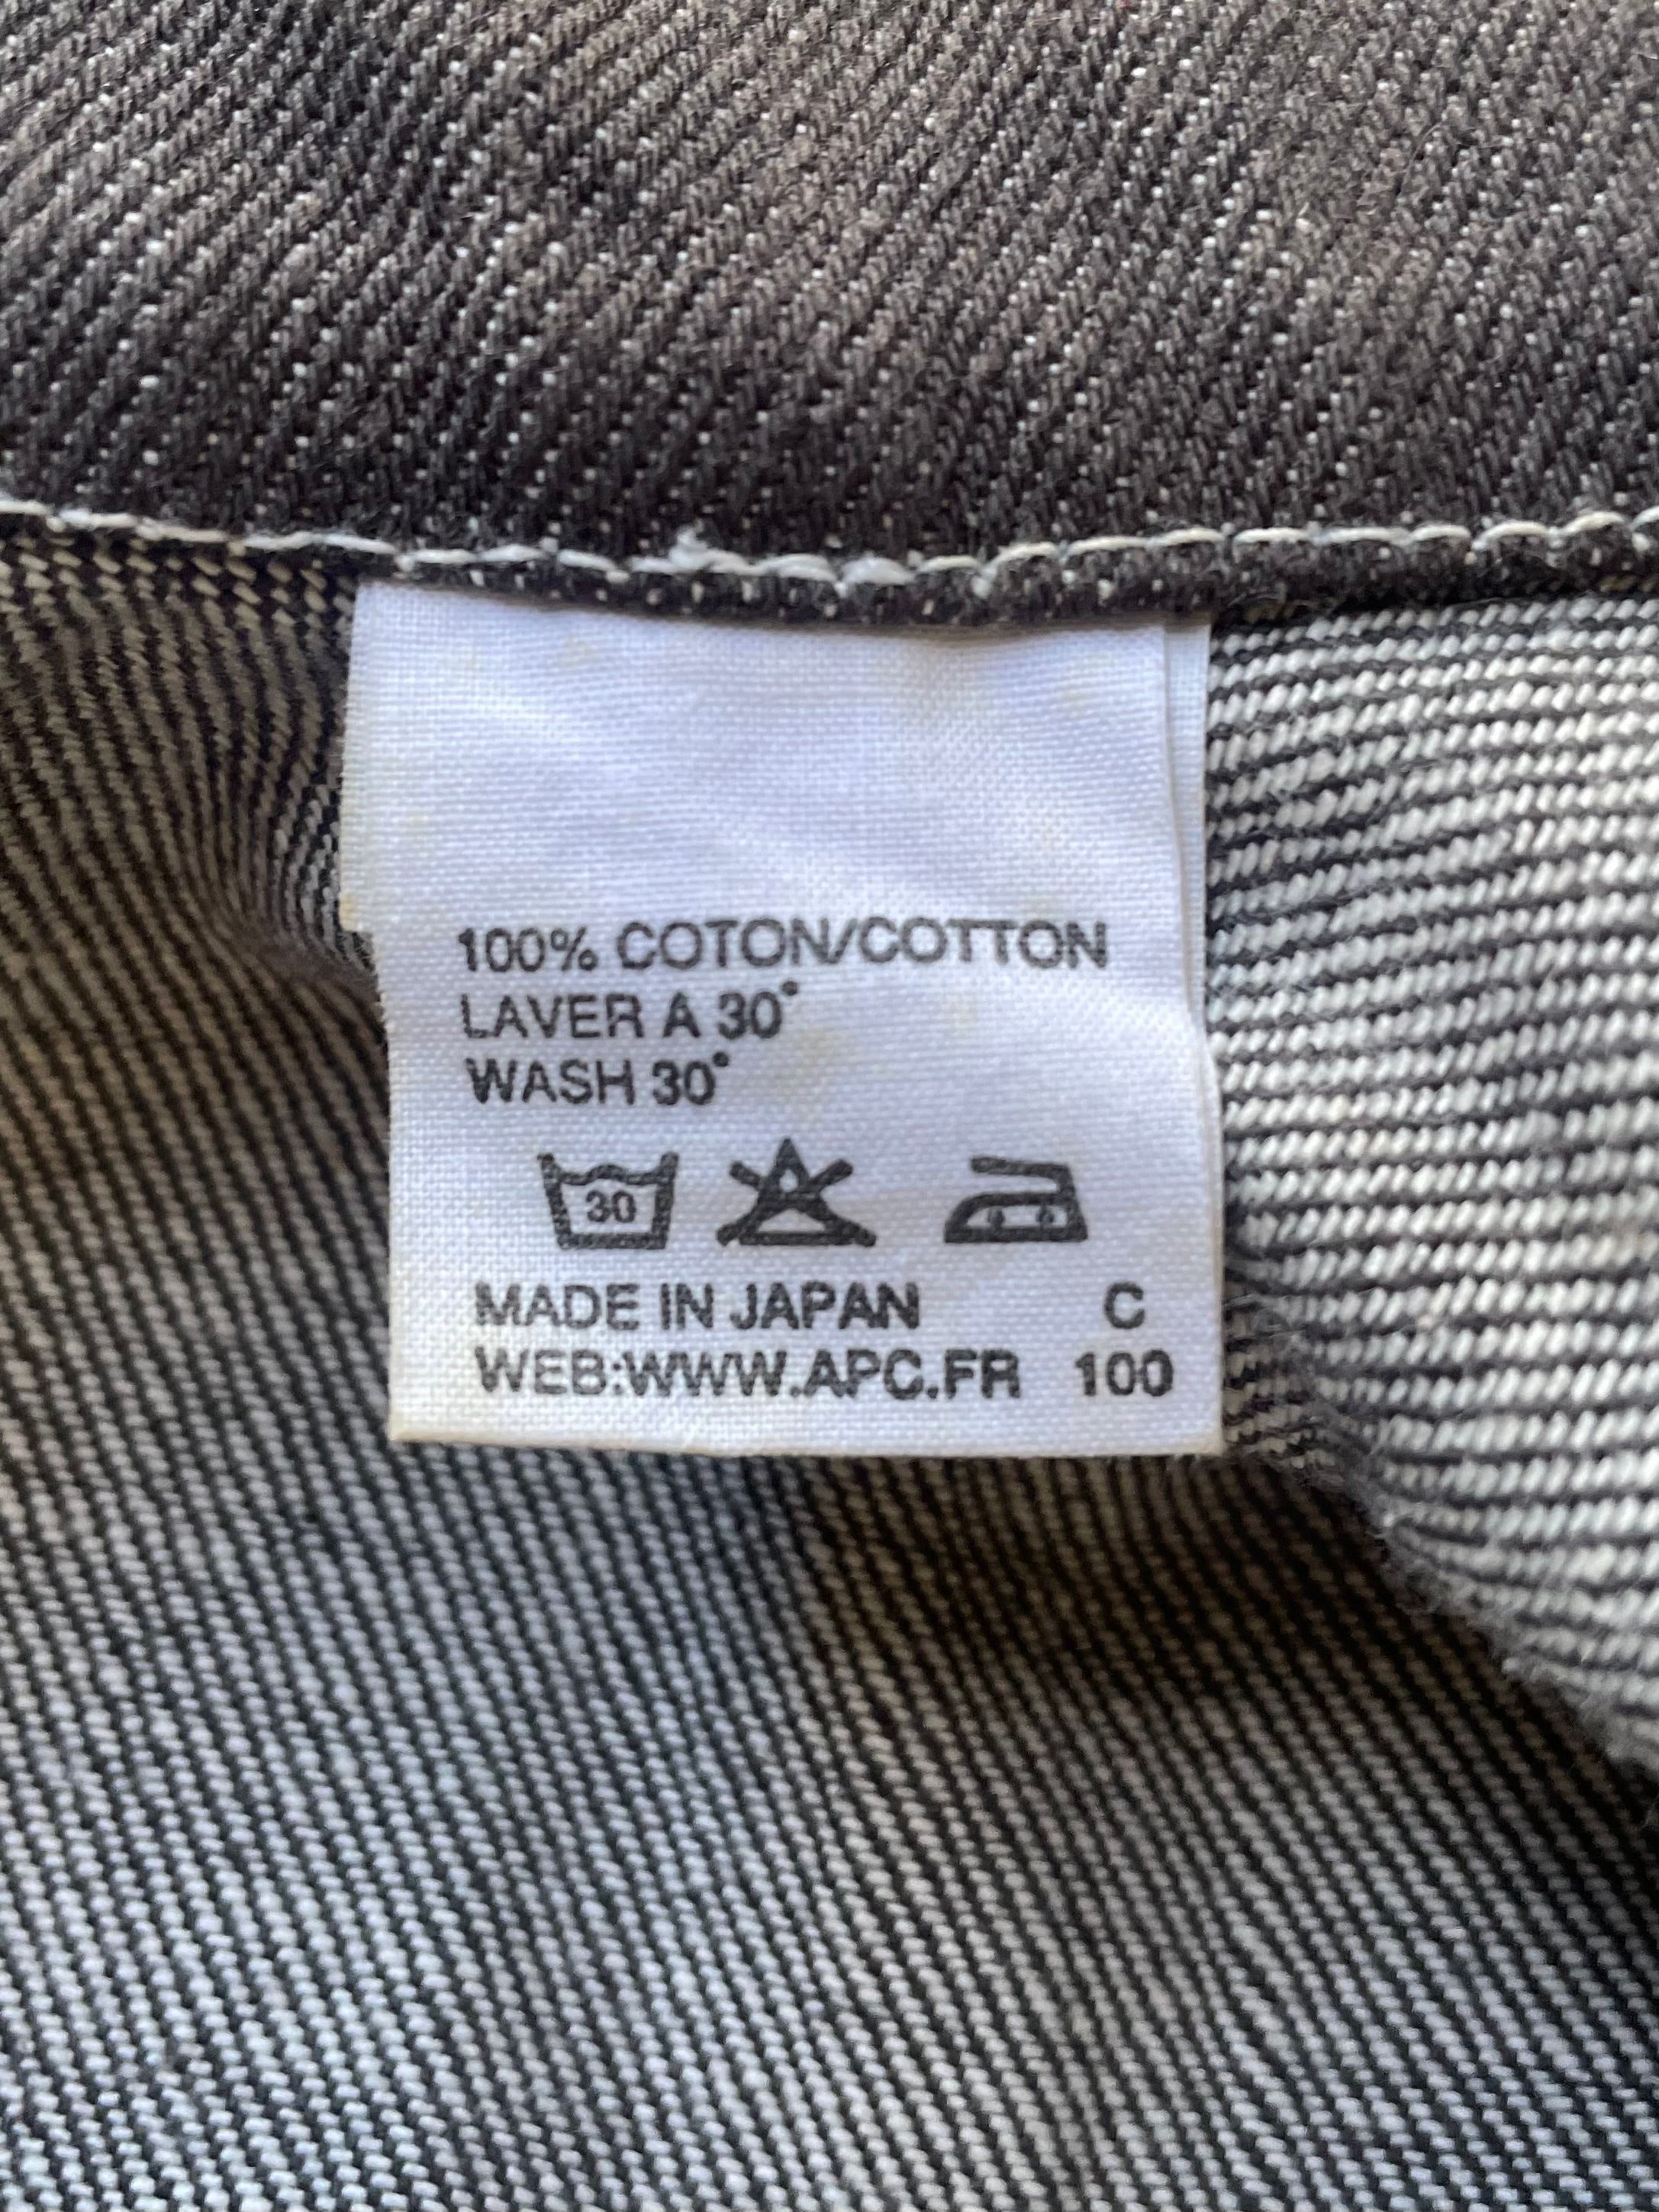 100% COTON/COTTON
LAVER A 30°
WASH 30°
30
MADE IN JAPAN C
WEB:WWW.APC.FR 100